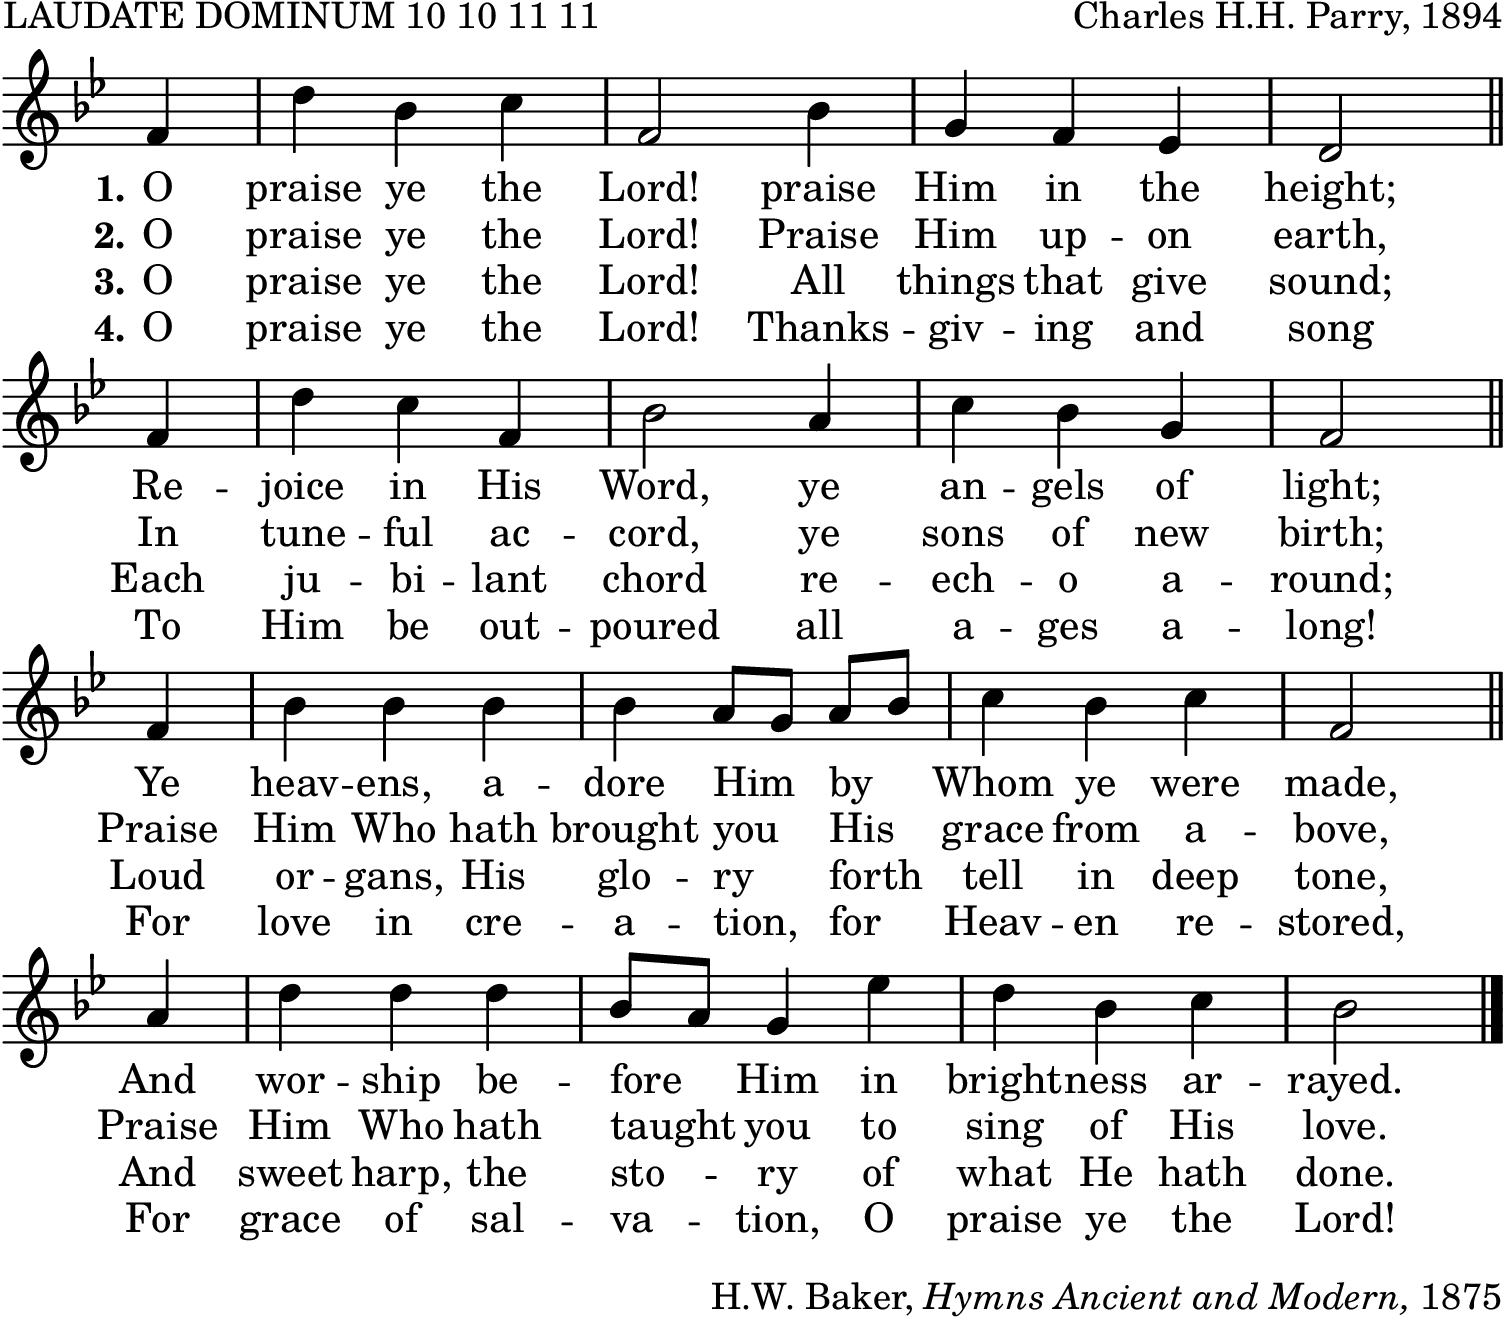 LAUDATE DOMINUM 10 10 11 11 Charles H.H. Parry, 1894
1. O praise ye the Lord! praise Him in the height;
2. O praise ye the Lord! Praise Him up - on earth,
3. O praise ye the Lord! All things that give sound;
4. O praise ye the Lord! Thanks - giv - ing and song
Re - joice in His Word, ye an - gels of light;
In tune - ful ac - cord, ye sons of new birth;
Each ju - bi - lant chord re - ech - o a - round;
To Him be out - poured all a - ges a - long!
Ye heav - ens, a - dore Him by Whom ye were made,
Praise Him Who hath brought you His grace from a - bove,
Loud or - gans, His glo - ry forth tell in deep tone,
For love in cre - a - tion, for Heav - en re - stored,
And wor - ship be - fore Him in brightness ar - rayed.
Praise Him Who hath taught you to sing of His love.
And sweet harp, the sto - ry of what He hath done.
For grace of sal - va - tion, O praise ye the Lord!
H.W. Baker, Hymns Ancient and Modern, 1875